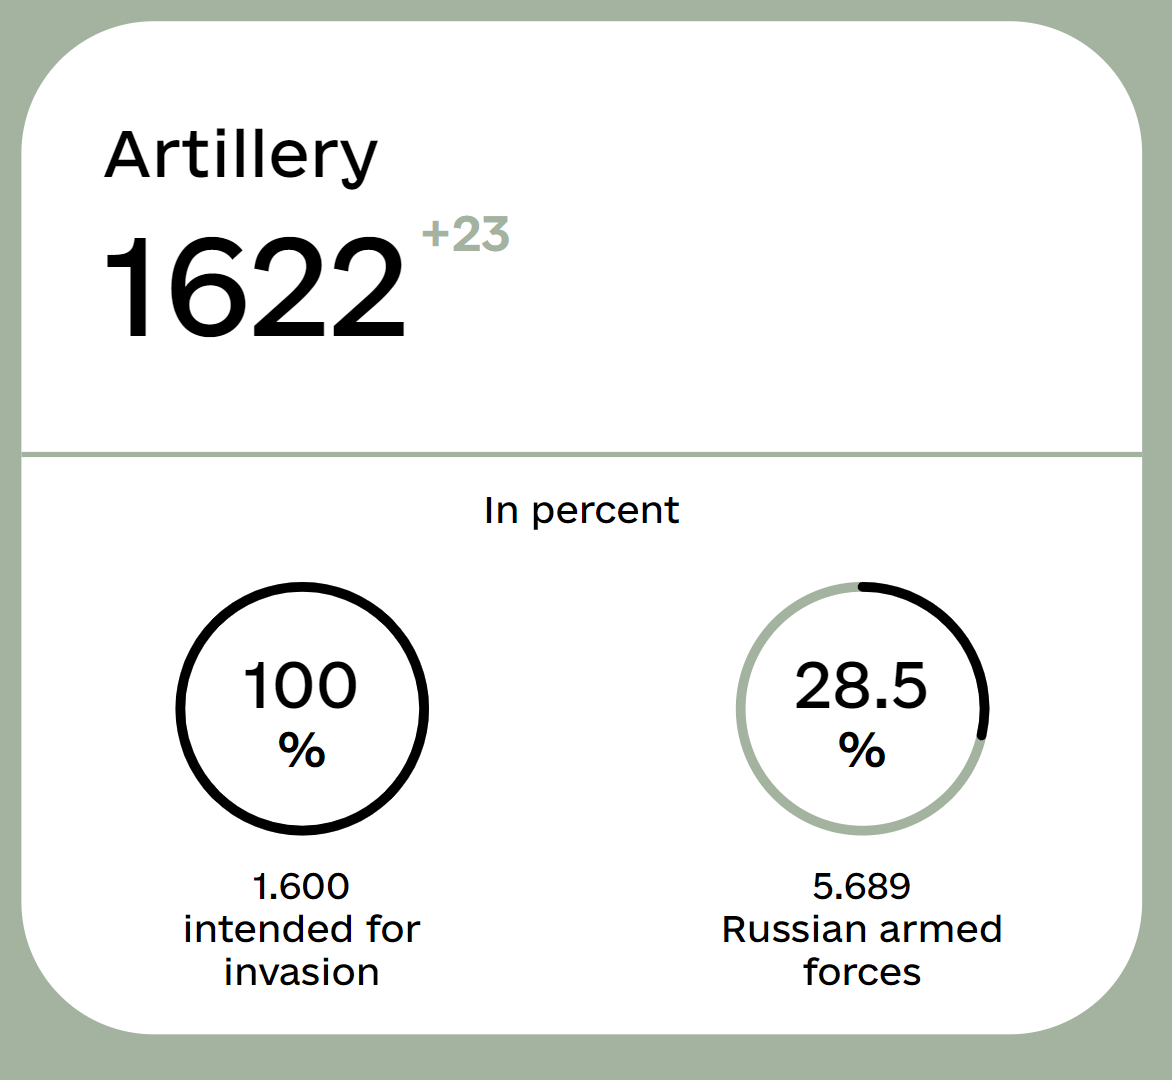 Artillery
1622 +23
In percent
100
%
28.5
%
1.600
intended for
invasion
5.689
Russian armed
forces